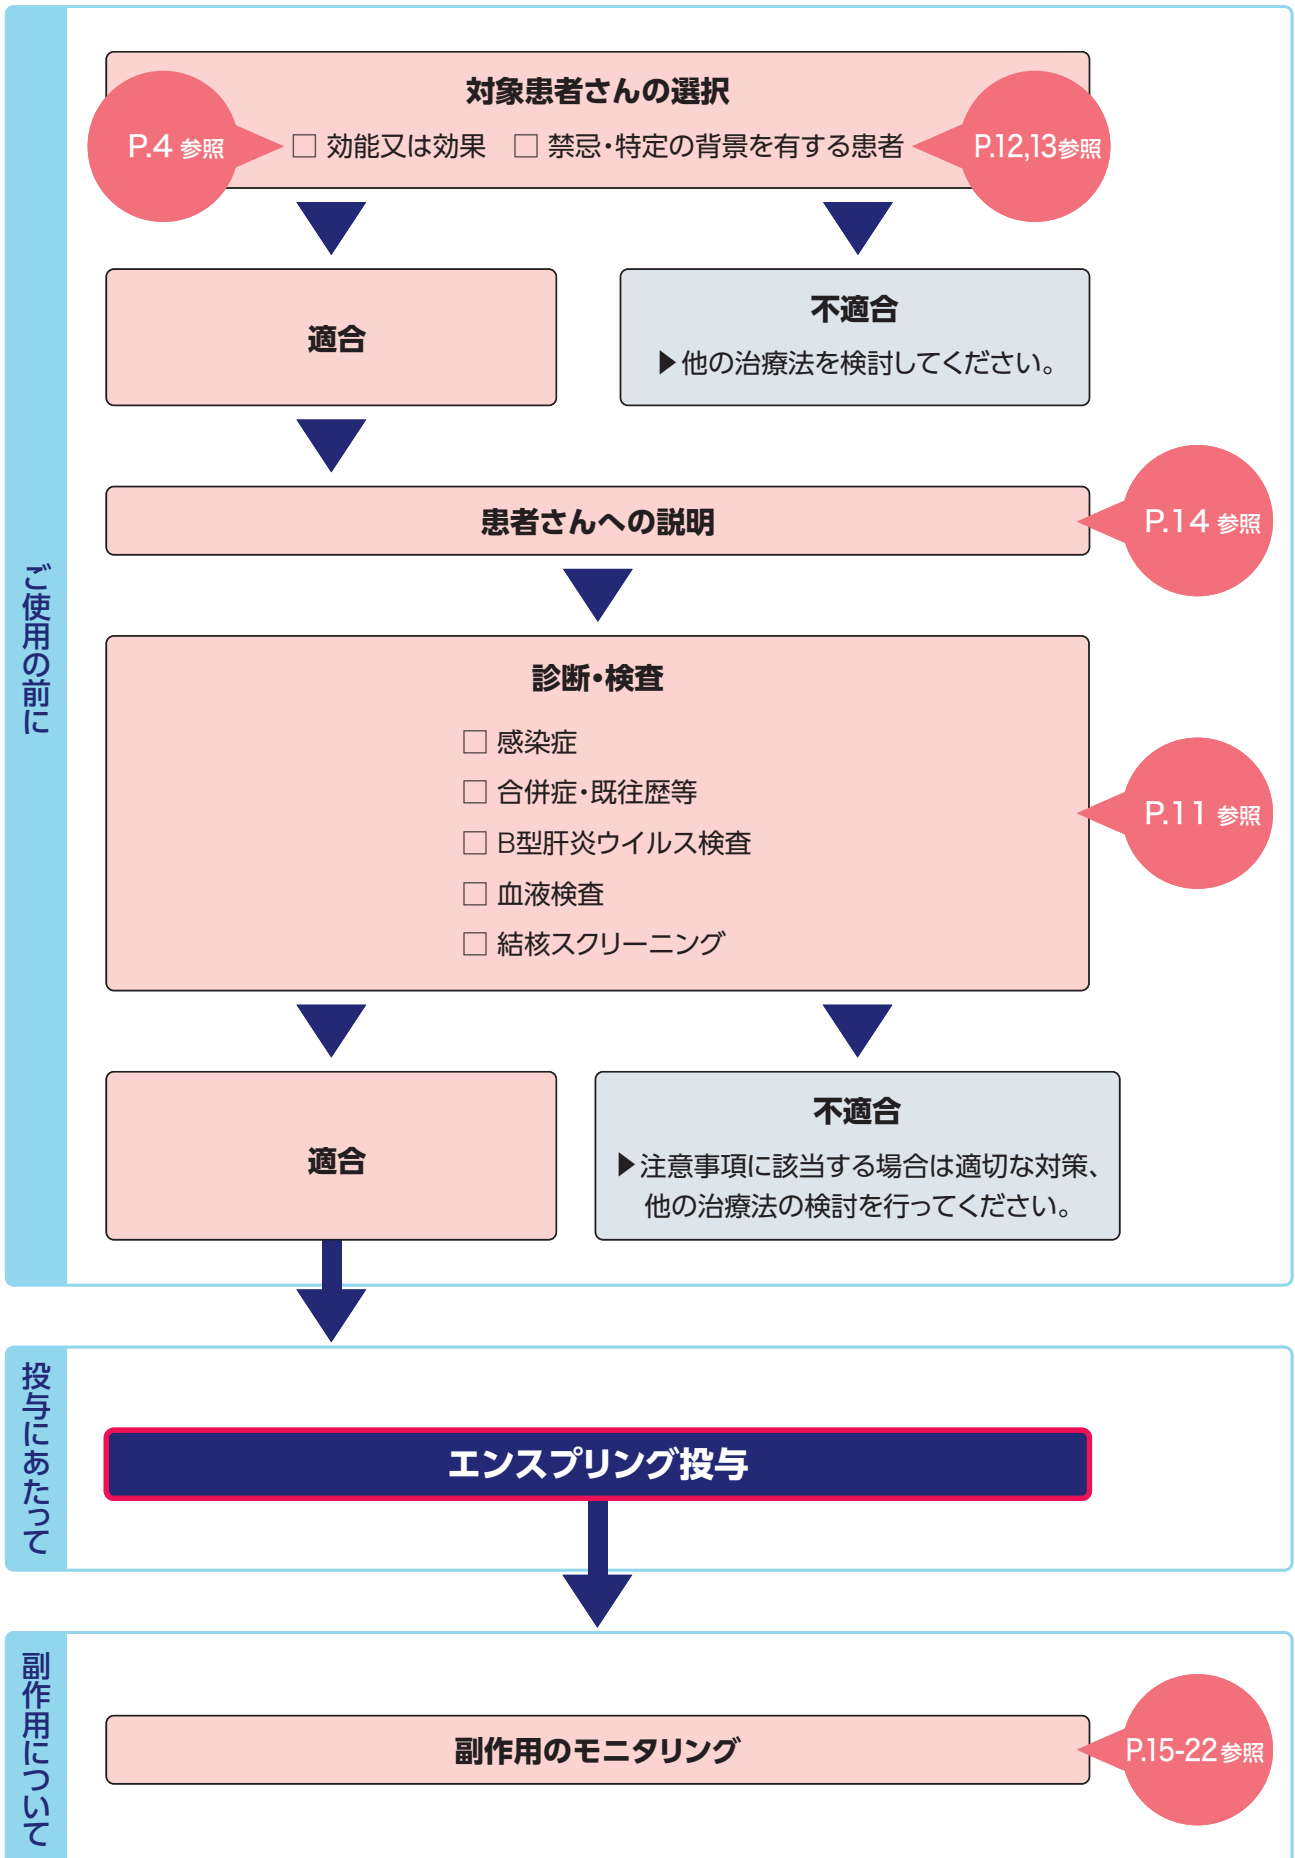 ご使用の前に
対象患者さんの選択
P.4 参照
□ 効能又は効果 □ 禁忌・特定の背景を有する患者
P.12,13参照
適合
不適合
▶他の治療法を検討してください。
患者さんへの説明
P.14 参照
診断・検査
□ 感染症
□ 合併症・既往歴等
□ B型肝炎ウイルス検査
□ 血液検査
□ 結核スクリーニング
P.11 参照
適合
不適合
▶注意事項に該当する場合は適切な対策、
他の治療法の検討を行ってください。
投与にあたって
エンスプリング投与
副作用について
副作用のモニタリング
P.15-22参照